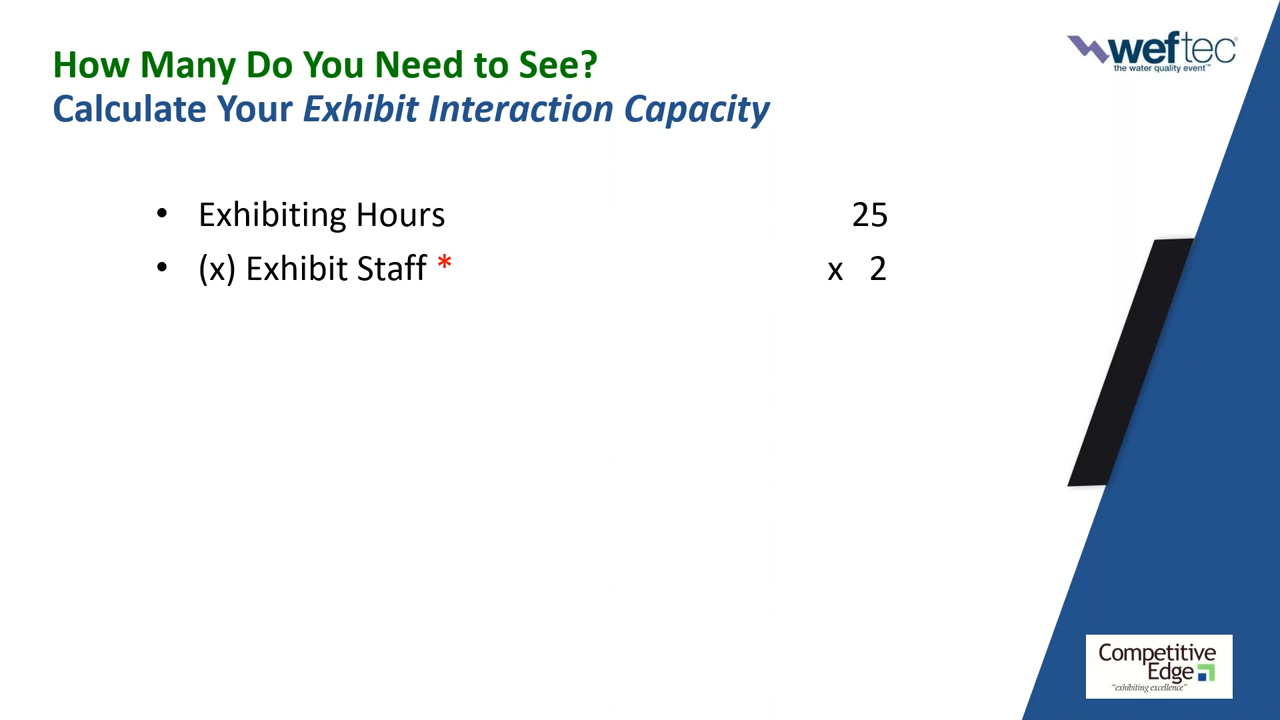 How Many Do You Need to See?
Calculate Your Exhibit Interaction Capacity
weftec®
the water quality event™
• Exhibiting Hours 25
• (x) Exhibit Staff * x 2
Competitive
Edge
"exhibiting excellence"